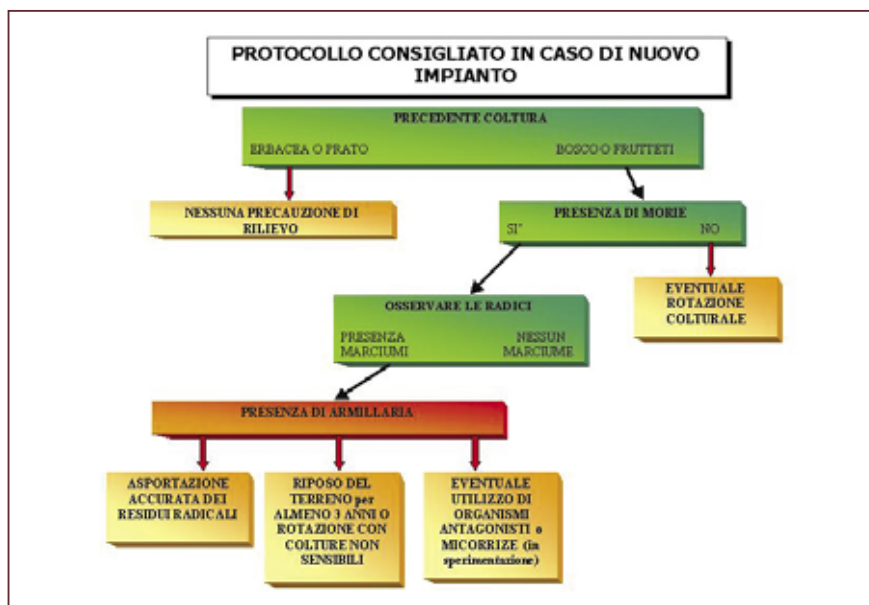 PROTOCOLLO CONSIGLIATO IN CASO DI NUOVO
IMPIANTO
PRECEDENTE COLTURA
ERBACEA O PRATO
BOSCO O FRUTTETI
NESSUNA PRECAUZIONE DI
RILIEVO
PRESENZA DI MORIE
SI'
NO
EVENTUALE
ROTAZIONE
COLTURALE
OSSERVARE LE RADICI
PRESENZA
MARCIUMI
NESSUN
MARCIUME
PRESENZA DI ARMILLARIA
ASPORTAZIONE
ACCURATA DEI
RESIDUI RADICALI
RIPOSO DEL
TERRENO per
ALMENO 3 ANNI O
ROTAZIONE CON
COLTURE NON
SENSIBILI
EVENTUALE
UTILIZZO DI
ORGANISMI
ANTAGONISTI o
MICORRIZE (in
sperimentazione)